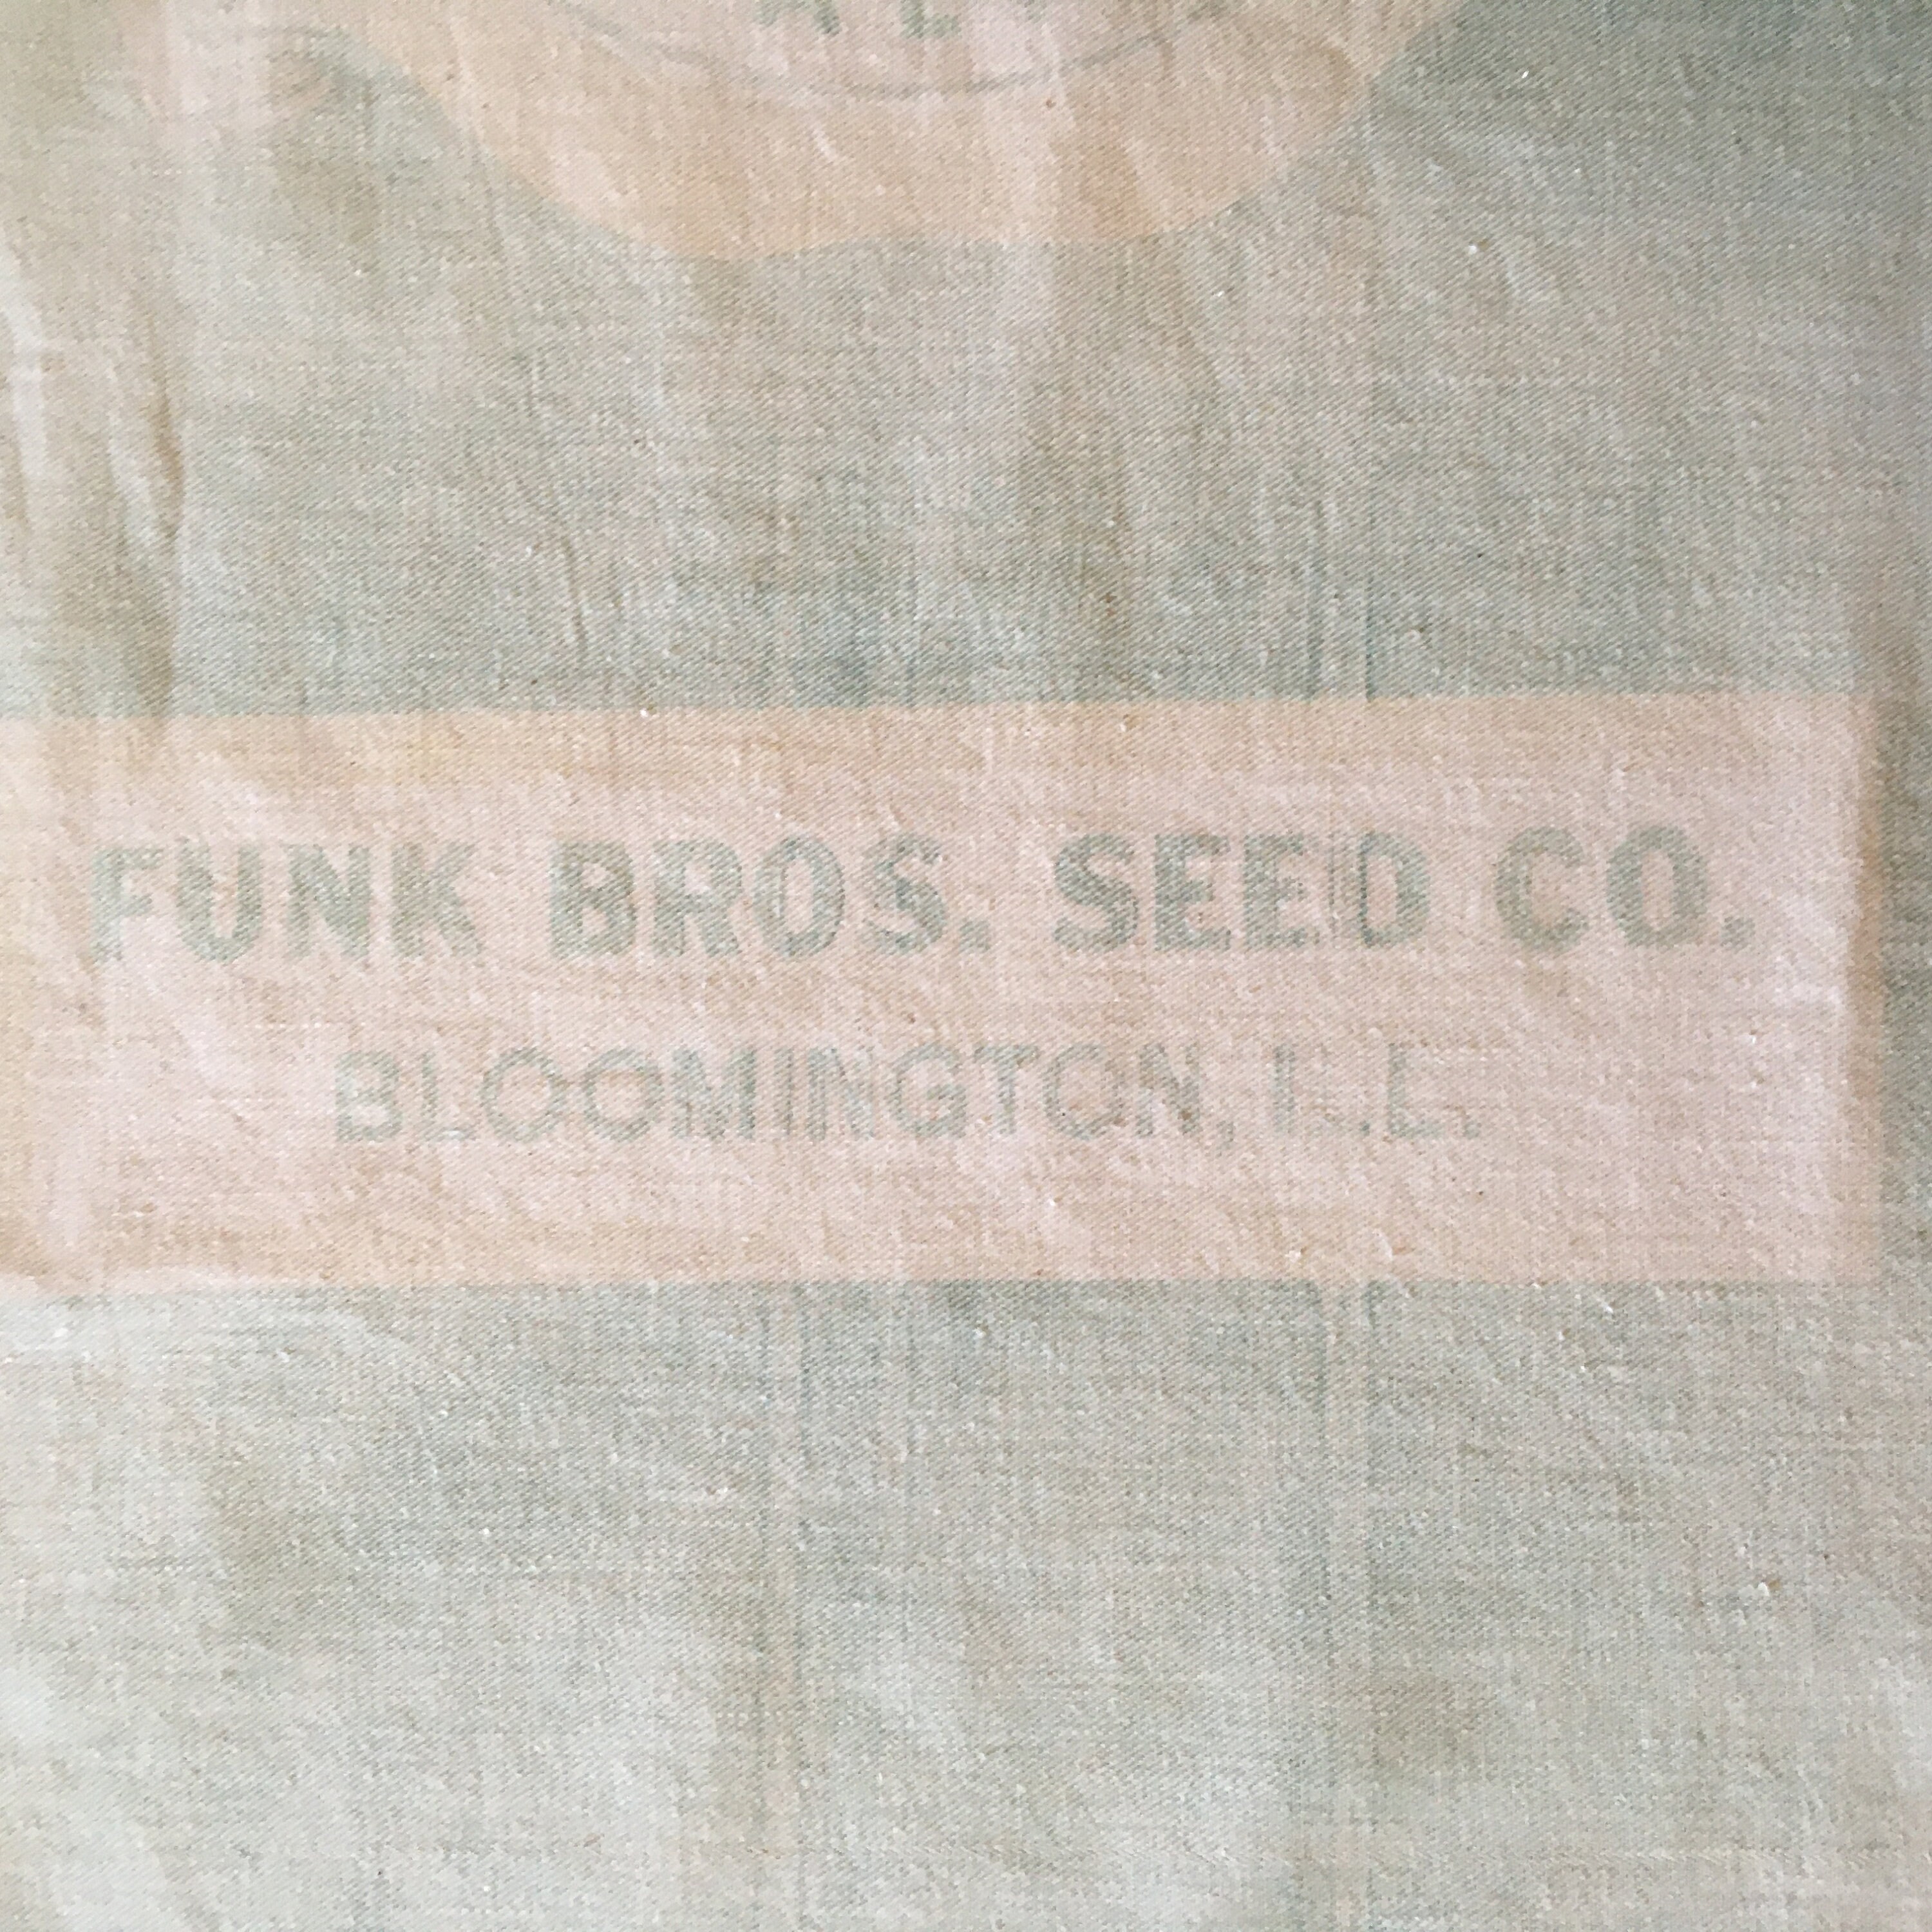 FUNK BROS. SEED CO.
BLOOMINGTON, ILL.